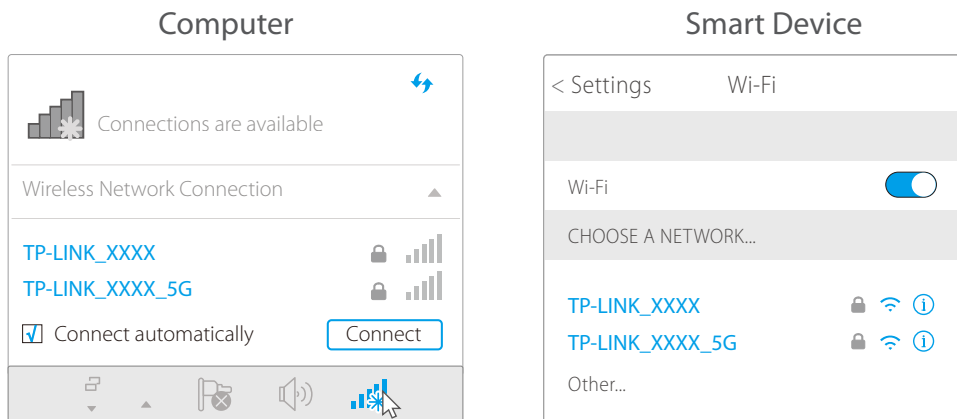 Computer
Connections are available
Wireless Network Connection
TP-LINK_XXXX
TP-LINK_XXXX_5G
Connect automatically
Connect
Smart Device
< Settings
Wi-Fi
Wi-Fi
CHOOSE A NETWORK...
TP-LINK_XXXX
TP-LINK_XXXX_5G
Other...